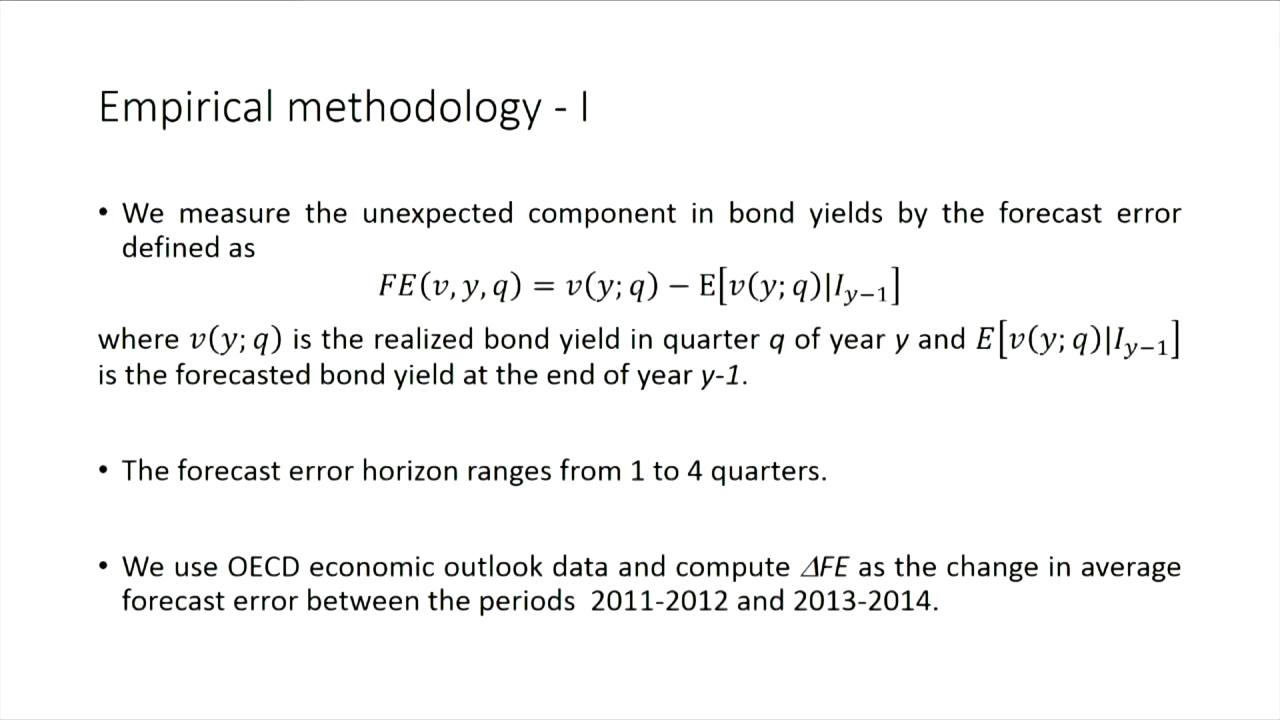 Empirical methodology - I
• We measure the unexpected component in bond yields by the forecast error
defined as
FE(v, y, q) = v(y; q) − E[v(y; q)|I_{y−1}]
where v(y; q) is the realized bond yield in quarter q of year y and E[v(y; q)|I_{y−1}]
is the forecasted bond yield at the end of year y-1.
• The forecast error horizon ranges from 1 to 4 quarters.
• We use OECD economic outlook data and compute ΔFE as the change in average
forecast error between the periods 2011-2012 and 2013-2014.